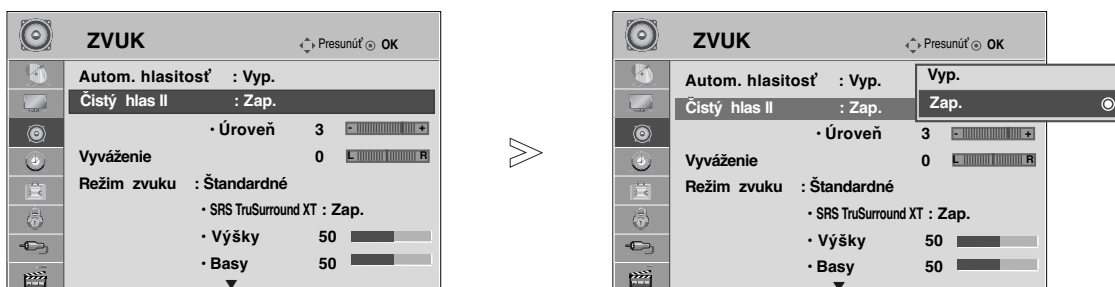 ZVUK Presunúť OK
Autom. hlasitosť : Vyp.
Čistý hlas II : Zap.
• Úroveň 3 - +
Vyváženie 0 L R
Režim zvuku : Štandardné
• SRS TruSurround XT : Zap.
• Výšky 50
• Basy 50
ZVUK Presunúť OK
Autom. hlasitosť : Vyp.
Čistý hlas II : Zap.
Vyp.
Zap.
• Úroveň 3 - +
Vyváženie 0 L R
Režim zvuku : Štandardné
• SRS TruSurround XT : Zap.
• Výšky 50
• Basy 50